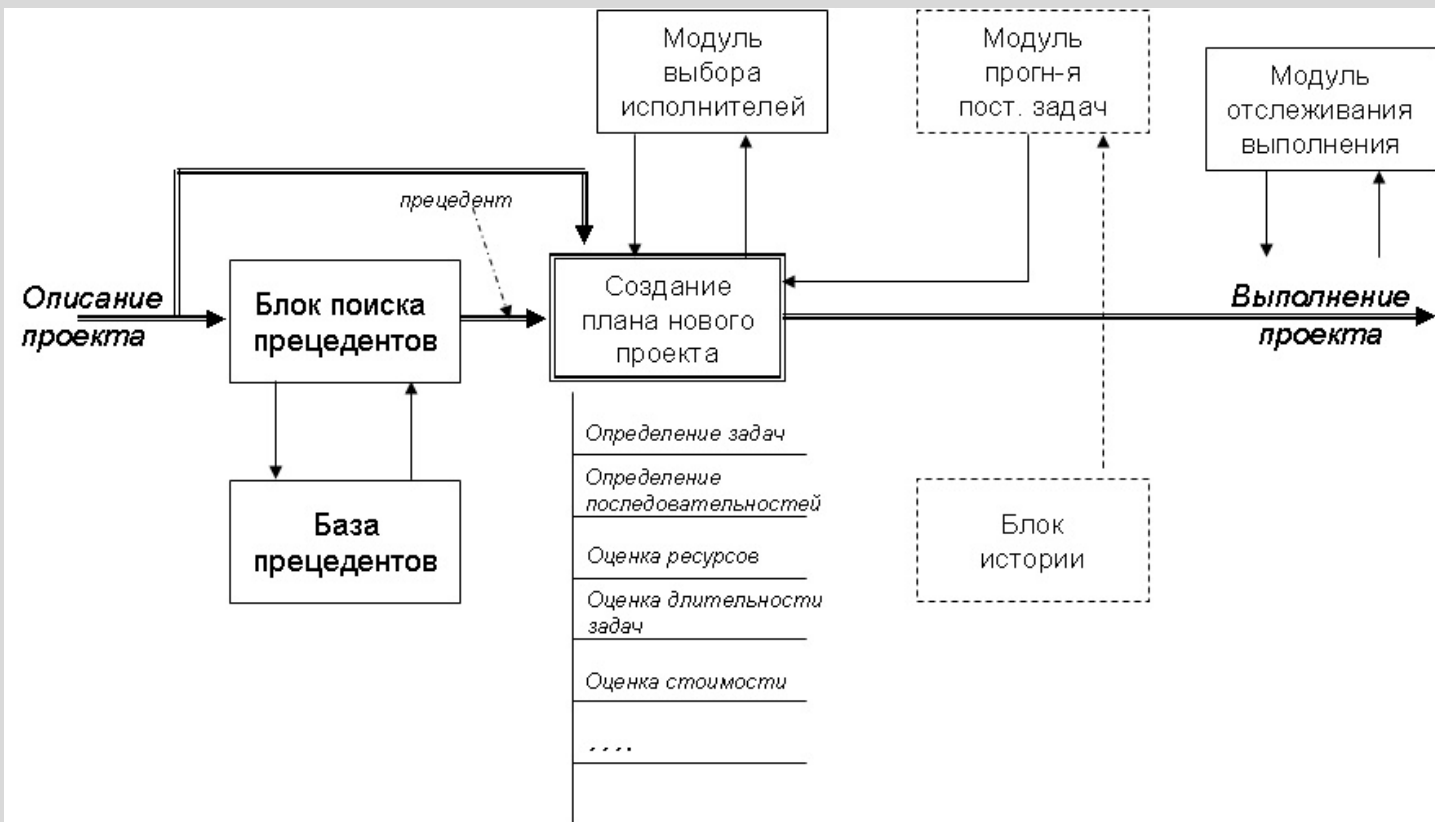 Модуль
выбора
исполнителей
Модуль
прогн-я
пост. задач
Модуль
отслеживания
выполнения
прецедент
Описание
проекта
Блок поиска
прецедентов
Создание
плана нового
проекта
Выполнение
проекта
База
прецедентов
Определение задач
Определение
последовательностей
Оценка ресурсов
Оценка длительности
задач
Оценка стоимости
,,,.
Блок
истории